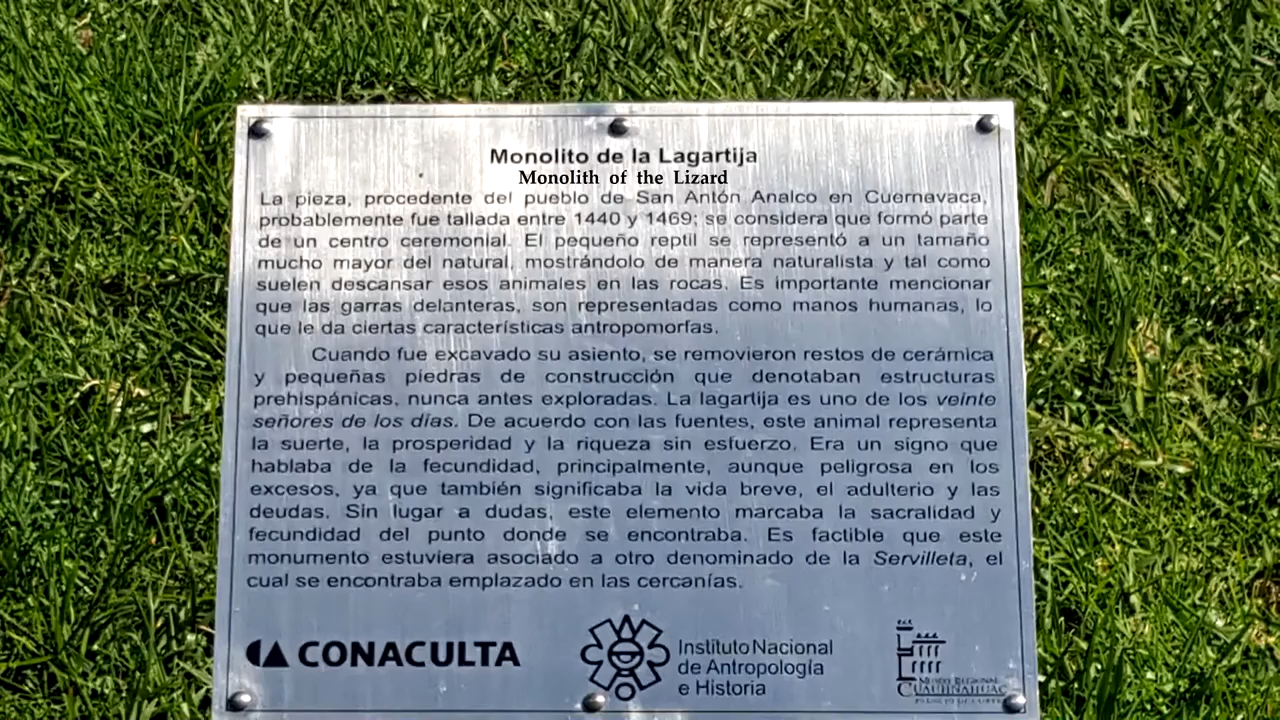 Monolito de la Lagartija
Monolith of the Lizard
La pieza, procedente del pueblo de San Antón Analco en Cuernavaca,
probablemente fue tallada entre 1440 y 1469; se considera que formó parte
de un centro ceremonial. El pequeño reptil se representó a un tamaño
mucho mayor del natural, mostrándolo de manera naturalista y tal como
suelen descansar esos animales en las rocas. Es importante mencionar
que las garras delanteras, son representadas como manos humanas, lo
que le da ciertas características antropomorfas.
Cuando fue excavado su asiento, se removieron restos de cerámica
y pequeñas piedras de construcción que denotaban estructuras
prehispánicas, nunca antes exploradas. La lagartija es uno de los veinte
señores de los días. De acuerdo con las fuentes, este animal representa
la suerte, la prosperidad y la riqueza sin esfuerzo. Era un signo que
hablaba de la fecundidad, principalmente, aunque peligrosa en los
excesos, ya que también significaba la vida breve, el adulterio y las
deudas. Sin lugar a dudas, este elemento marcaba la sacralidad y
fecundidad del punto donde se encontraba. Es factible que este
monumento estuviera asociado a otro denominado de la Servilleta, el
cual se encontraba emplazado en las cercanías.
CONACULTA
Instituto Nacional
de Antropología
e Historia
Museo Regional
Cuauhnahuac